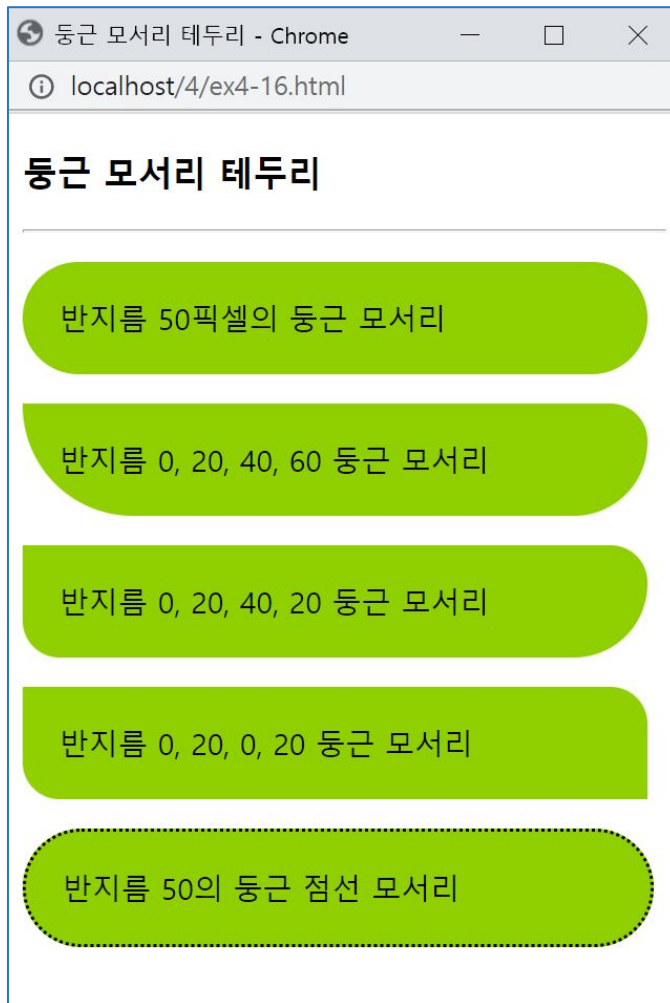 둥근 모서리 테두리 - Chrome
localhost/4/ex4-16.html
둥근 모서리 테두리
반지름 50픽셀의 둥근 모서리
반지름 0, 20, 40, 60 둥근 모서리
반지름 0, 20, 40, 20 둥근 모서리
반지름 0, 20, 0, 20 둥근 모서리
반지름 50의 둥근 점선 모서리